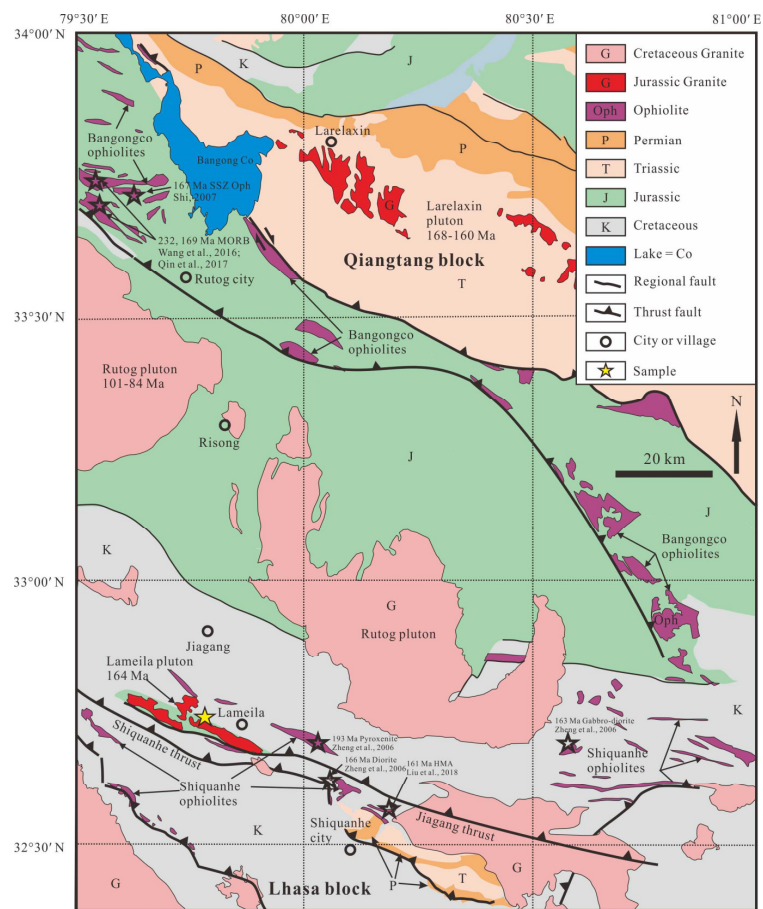 79°30′ E
80°00′ E
80°30′ E
81°00′ E
34°00′ N
33°30′ N
33°00′ N
32°30′ N
G
Cretaceous Granite
G
Jurassic Granite
Oph
Ophiolite
P
Permian
T
Triassic
J
Jurassic
K
Cretaceous
Lake = Co
Regional fault
Thrust fault
City or village
Sample
N
20 km
P
K
J
P
Bangongco
ophiolites
Bangong Co
Larelaxin
G
Larelaxin
pluton
168-160 Ma
167 Ma SSZ Oph
Shi, 2007
232, 169 Ma MORB
Wang et al., 2016;
Qin et al., 2017
Rutog city
Qiangtang block
T
Bangongco
ophiolites
Rutog pluton
101-84 Ma
Risong
J
J
Bangongco
ophiolites
Oph
K
G
Rutog pluton
Jiagang
Lameila pluton
164 Ma
Lameila
K
193 Ma Pyroxenite
Zheng et al., 2006
163 Ma Gabbro-diorite
Zheng et al., 2006
Shiquanhe thrust
166 Ma Diorite
Zheng et al., 2006
161 Ma HMA
Liu et al., 2018
Shiquanhe
ophiolites
Shiquanhe
ophiolites
Jiagang thrust
K
Shiquanhe
city
G
G
Lhasa block
P
T